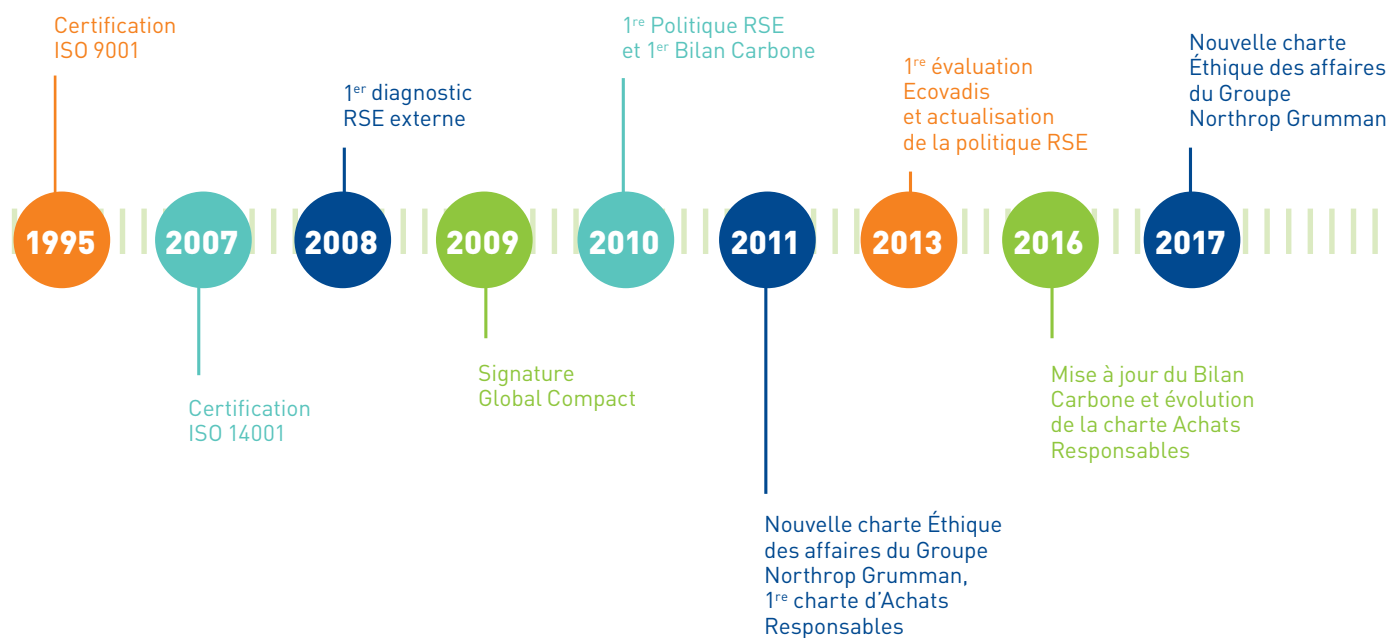 Certification
ISO 9001
1995
2007
Certification
ISO 14001
1er diagnostic
RSE externe
2008
2009
Signature
Global Compact
1re Politique RSE
et 1er Bilan Carbone
2010
2011
Nouvelle charte Éthique
des affaires du Groupe
Northrop Grumman,
1re charte d’Achats
Responsables
1re évaluation
Ecovadis
et actualisation
de la politique RSE
2013
2016
Mise à jour du Bilan
Carbone et évolution
de la charte Achats
Responsables
Nouvelle charte
Éthique des affaires
du Groupe
Northrop Grumman
2017